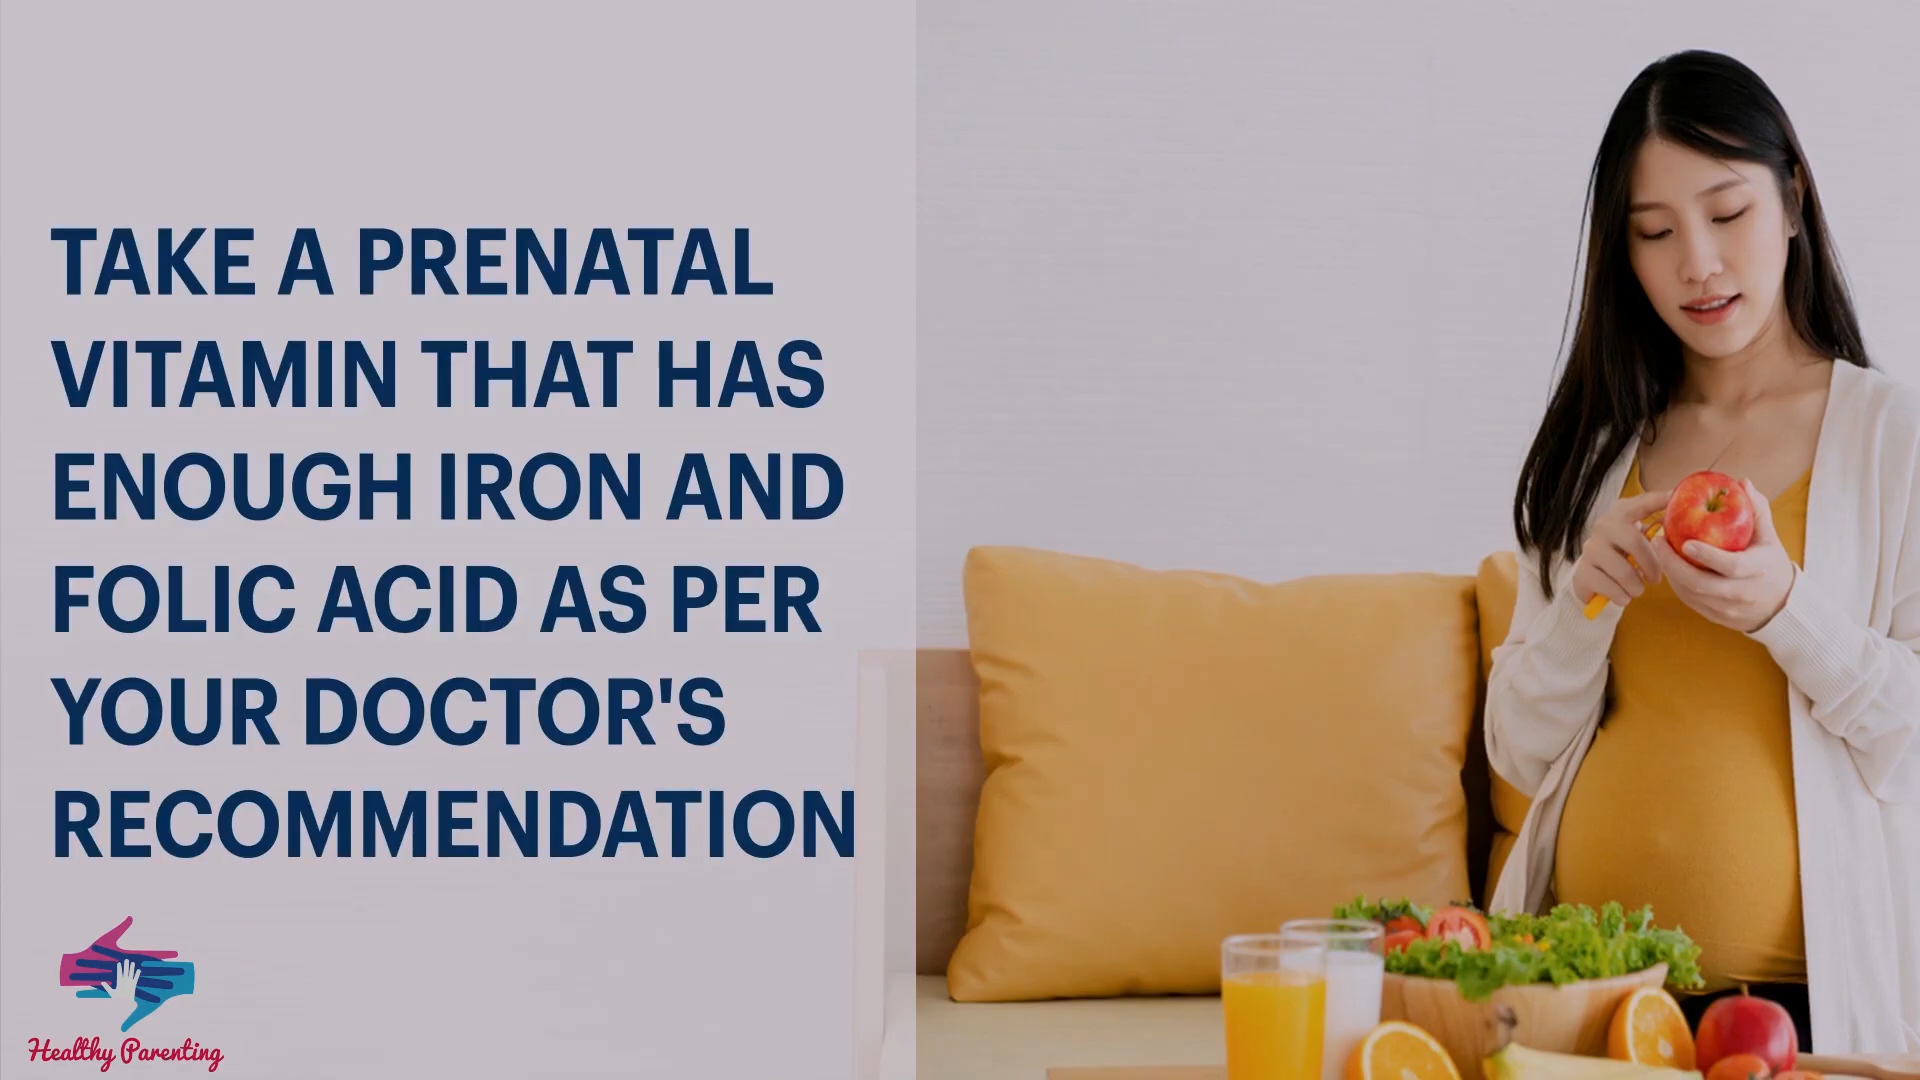 TAKE A PRENATAL
VITAMIN THAT HAS
ENOUGH IRON AND
FOLIC ACID AS PER
YOUR DOCTOR'S
RECOMMENDATION
Healthy Parenting